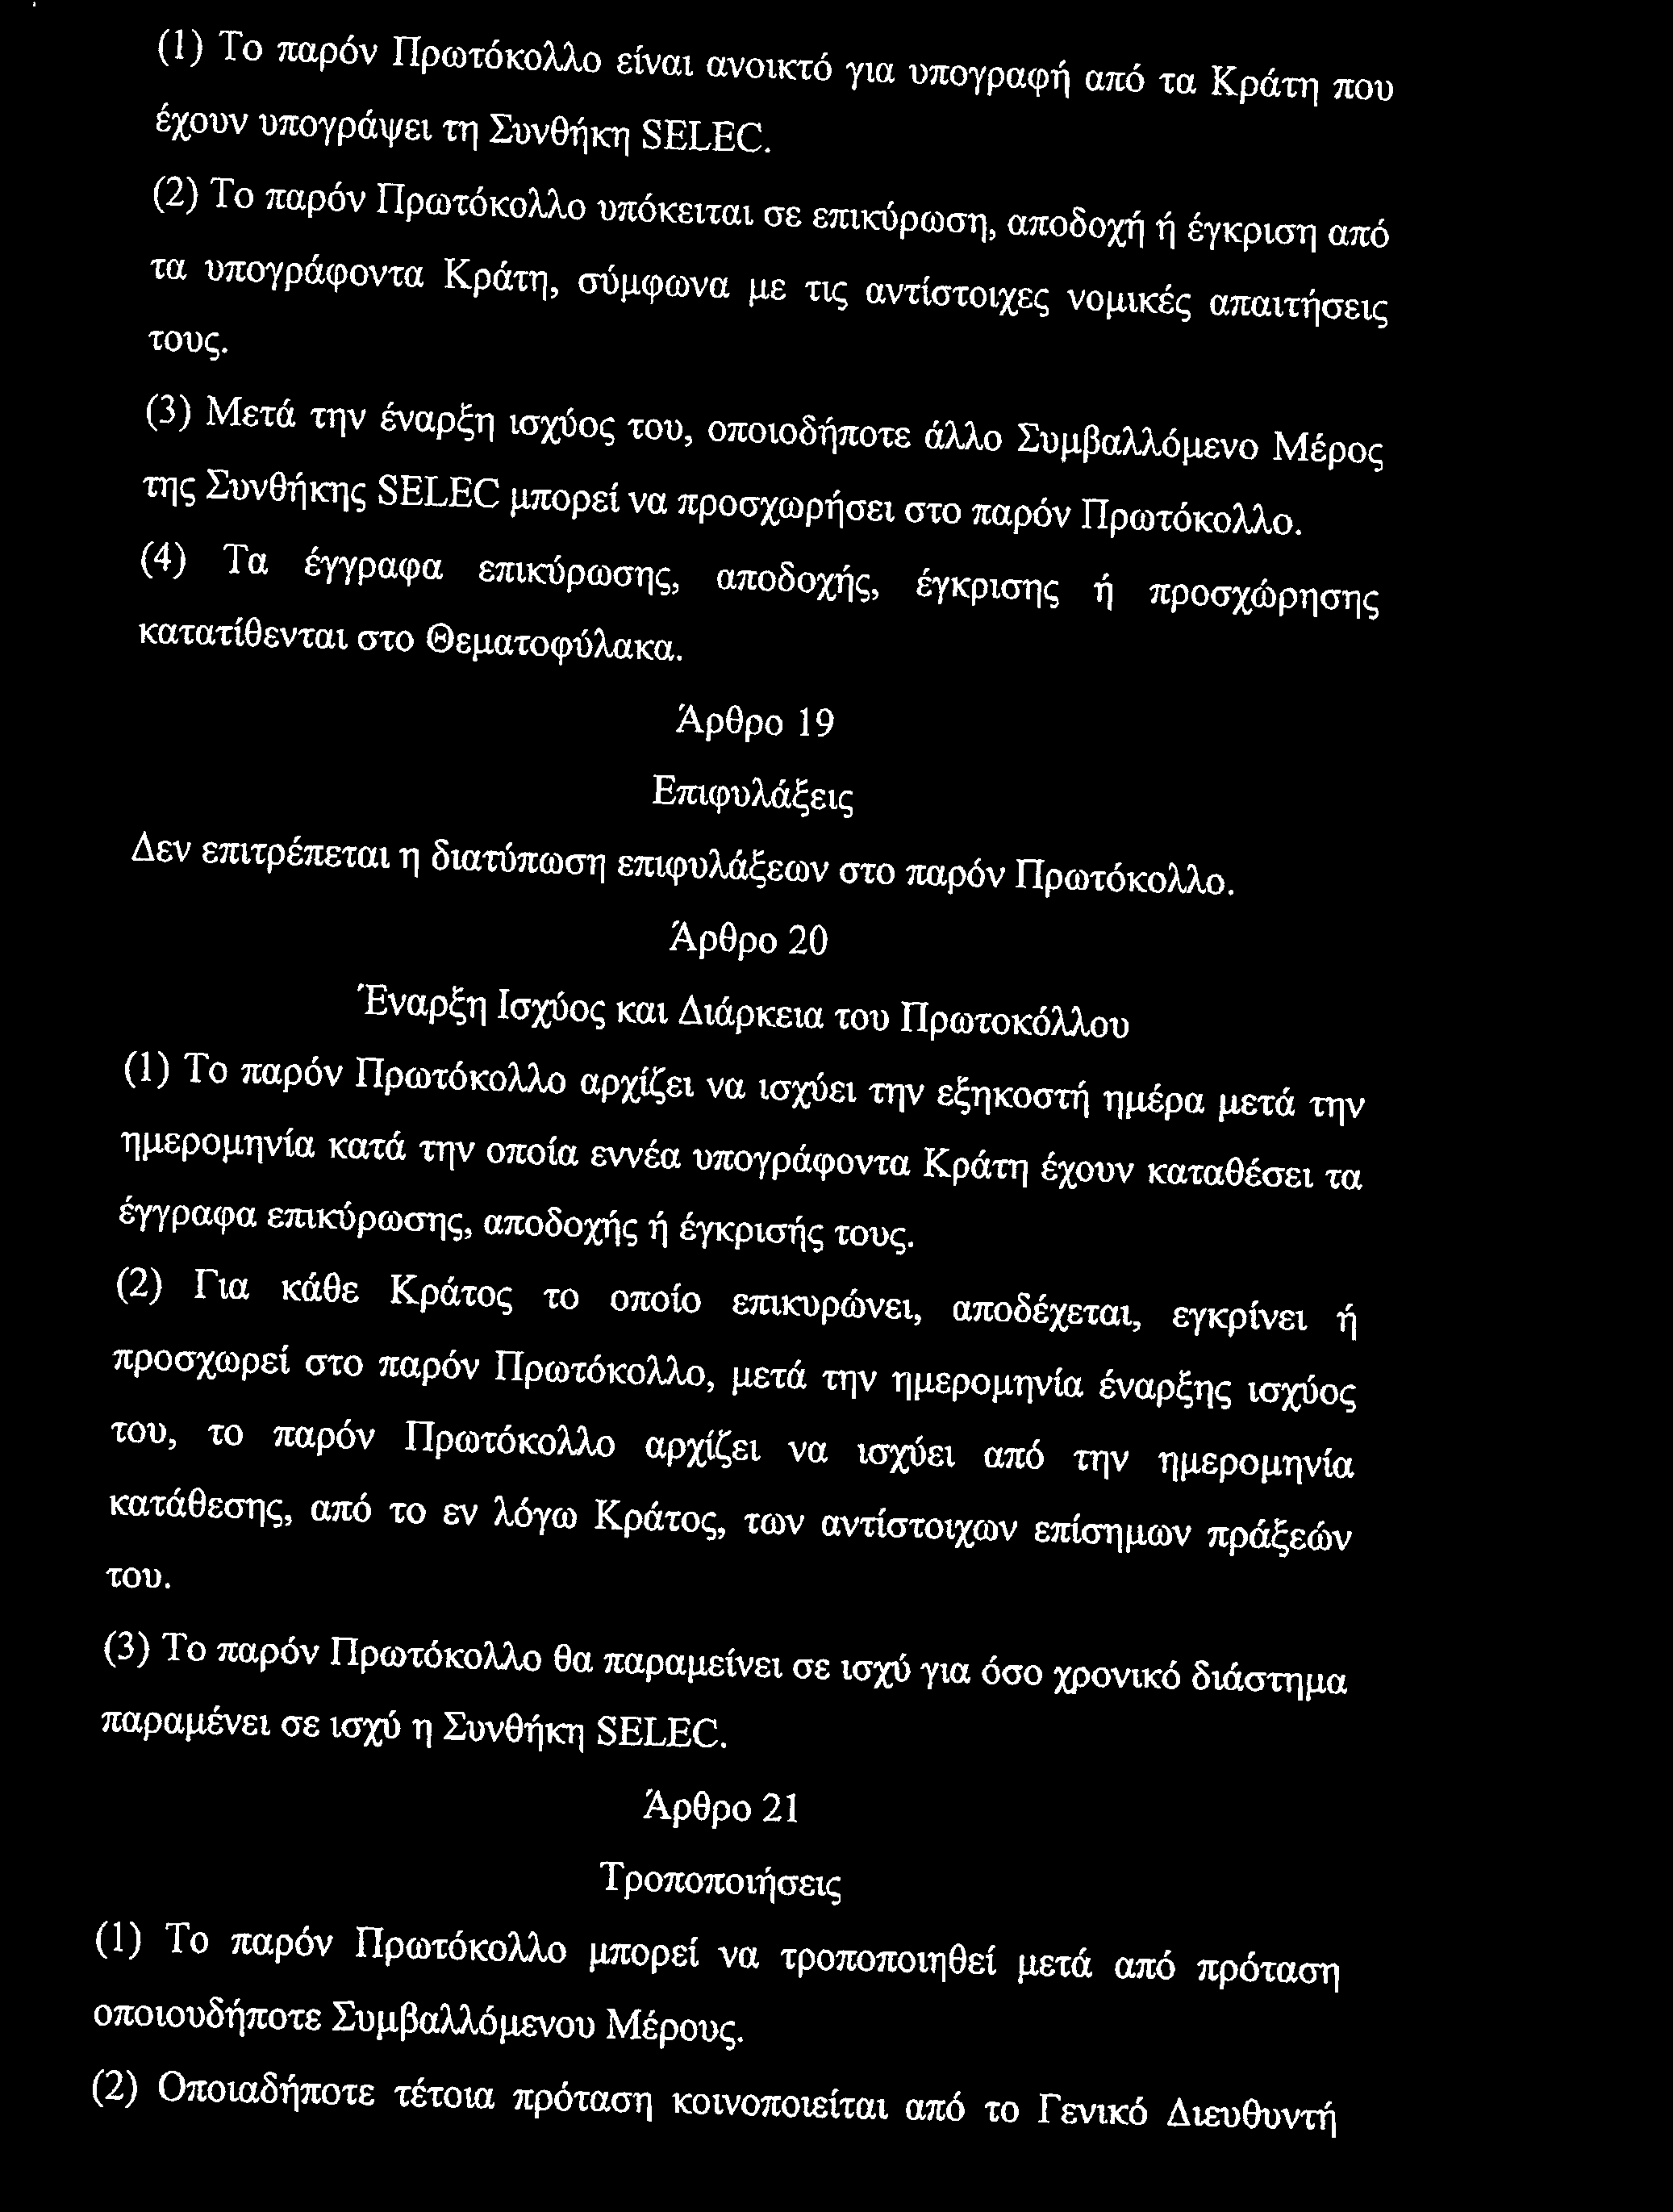 (1) Το παρόν Πρωτόκολλο είναι ανοικτό για υπογραφή από τα Κράτη που
έχουν υπογράψει τη Συνθήκη SELEC.
(2) Το παρόν Πρωτόκολλο υπόκειται σε επικύρωση, αποδοχή ή έγκριση από
τα υπογράφοντα Κράτη, σύμφωνα με τις αντίστοιχες νομικές απαιτήσεις
τους.
(3) Μετά την έναρξη ισχύος του, οποιοδήποτε άλλο Συμβαλλόμενο Μέρος
της Συνθήκης SELEC μπορεί να προσχωρήσει στο παρόν Πρωτόκολλο.
(4) Τα έγγραφα επικύρωσης, αποδοχής, έγκρισης ή προσχώρησης
κατατίθενται στο Θεματοφύλακα.
Άρθρο 19
Επιφυλάξεις
Δεν επιτρέπεται η διατύπωση επιφυλάξεων στο παρόν Πρωτόκολλο.
Άρθρο 20
Έναρξη Ισχύος και Διάρκεια του Πρωτοκόλλου
(1) Το παρόν Πρωτόκολλο αρχίζει να ισχύει την εξηκοστή ημέρα μετά την
ημερομηνία κατά την οποία εννέα υπογράφοντα Κράτη έχουν καταθέσει τα
έγγραφα επικύρωσης, αποδοχής ή έγκρισής τους.
(2) Για κάθε Κράτος το οποίο επικυρώνει, αποδέχεται, εγκρίνει ή
προσχωρεί στο παρόν Πρωτόκολλο, μετά την ημερομηνία έναρξης ισχύος
του, το παρόν Πρωτόκολλο αρχίζει να ισχύει από την ημερομηνία
κατάθεσης, από το εν λόγω Κράτος, των αντίστοιχων επίσημων πράξεών
του.
(3) Το παρόν Πρωτόκολλο θα παραμείνει σε ισχύ για όσο χρονικό διάστημα
παραμένει σε ισχύ η Συνθήκη SELEC.
Άρθρο 21
Τροποποιήσεις
(1) Το παρόν Πρωτόκολλο μπορεί να τροποποιηθεί μετά από πρόταση
οποιουδήποτε Συμβαλλόμενου Μέρους.
(2) Οποιαδήποτε τέτοια πρόταση κοινοποιείται από το Γενικό Διευθυντή